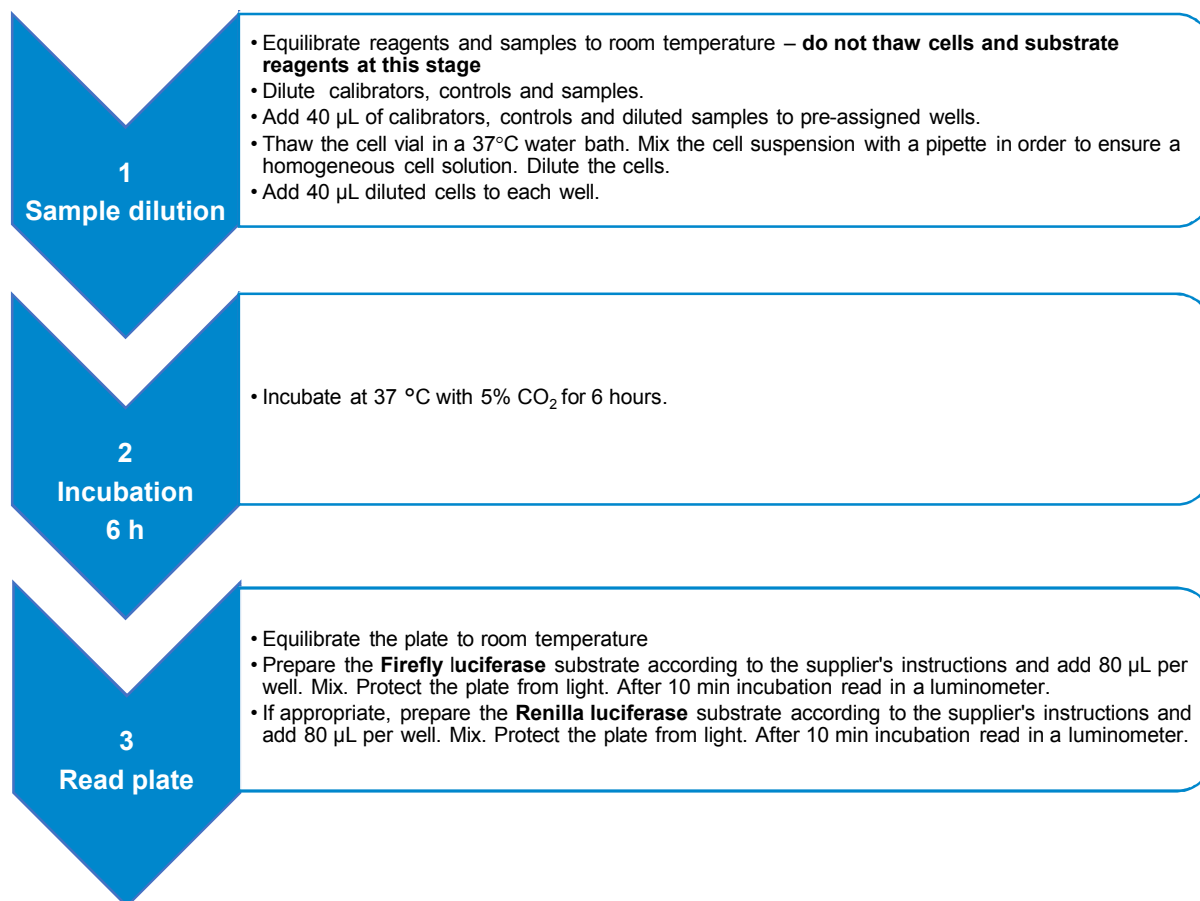 1
Sample dilution
• Equilibrate reagents and samples to room temperature – do not thaw cells and substrate
reagents at this stage
• Dilute calibrators, controls and samples.
• Add 40 µL of calibrators, controls and diluted samples to pre-assigned wells.
• Thaw the cell vial in a 37°C water bath. Mix the cell suspension with a pipette in order to ensure a
homogeneous cell solution. Dilute the cells.
• Add 40 µL diluted cells to each well.
2
Incubation
6 h
• Incubate at 37 °C with 5% CO₂ for 6 hours.
3
Read plate
• Equilibrate the plate to room temperature
• Prepare the Firefly luciferase substrate according to the supplier's instructions and add 80 µL per
well. Mix. Protect the plate from light. After 10 min incubation read in a luminometer.
• If appropriate, prepare the Renilla luciferase substrate according to the supplier's instructions and
add 80 µL per well. Mix. Protect the plate from light. After 10 min incubation read in a luminometer.